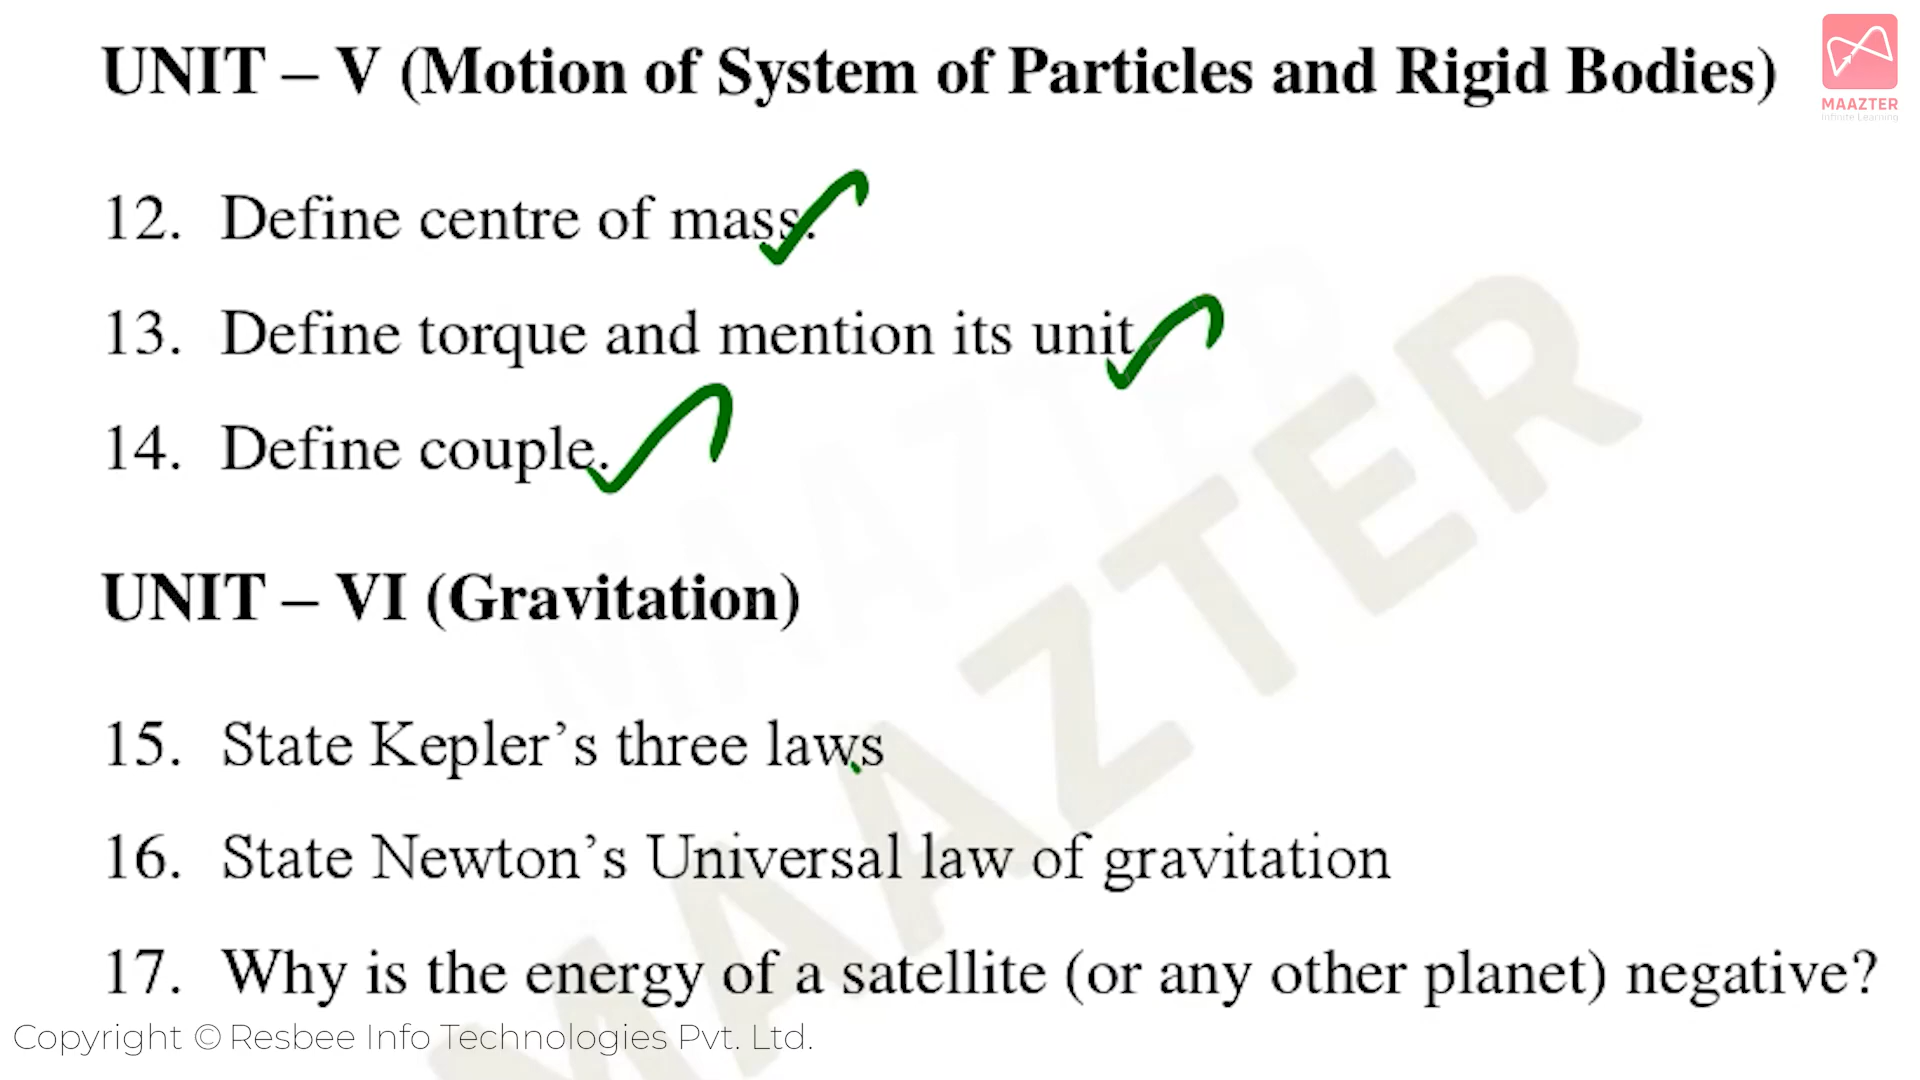 UNIT – V (Motion of System of Particles and Rigid Bodies)
MAAZTER
Infinite Learning
12. Define centre of mass.
13. Define torque and mention its unit
14. Define couple.
MAAZTER
MAAZTER
UNIT – VI (Gravitation)
15. State Kepler’s three laws
16. State Newton’s Universal law of gravitation
17. Why is the energy of a satellite (or any other planet) negative?
Copyright © Resbee Info Technologies Pvt. Ltd.